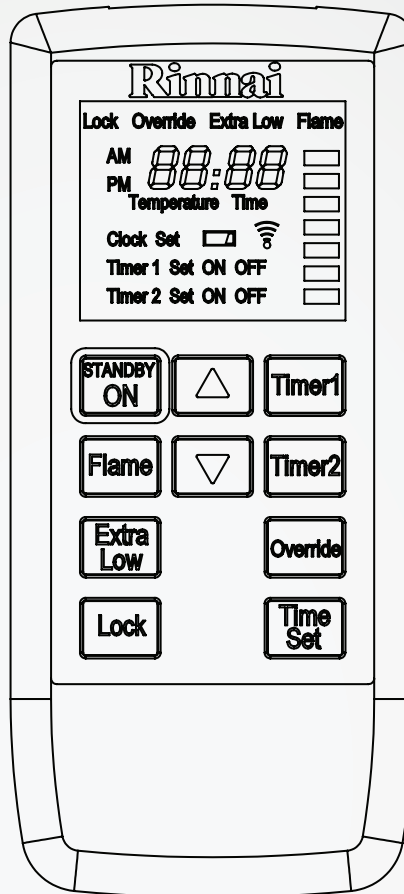 Rinnai
Lock Override Extra Low Flame
AM 88:88
PM
Temperature Time
Clock Set
Timer 1 Set ON OFF
Timer 2 Set ON OFF
STANDBY
ON
Timer1
Flame
Timer2
Extra
Low
Override
Lock
Time
Set